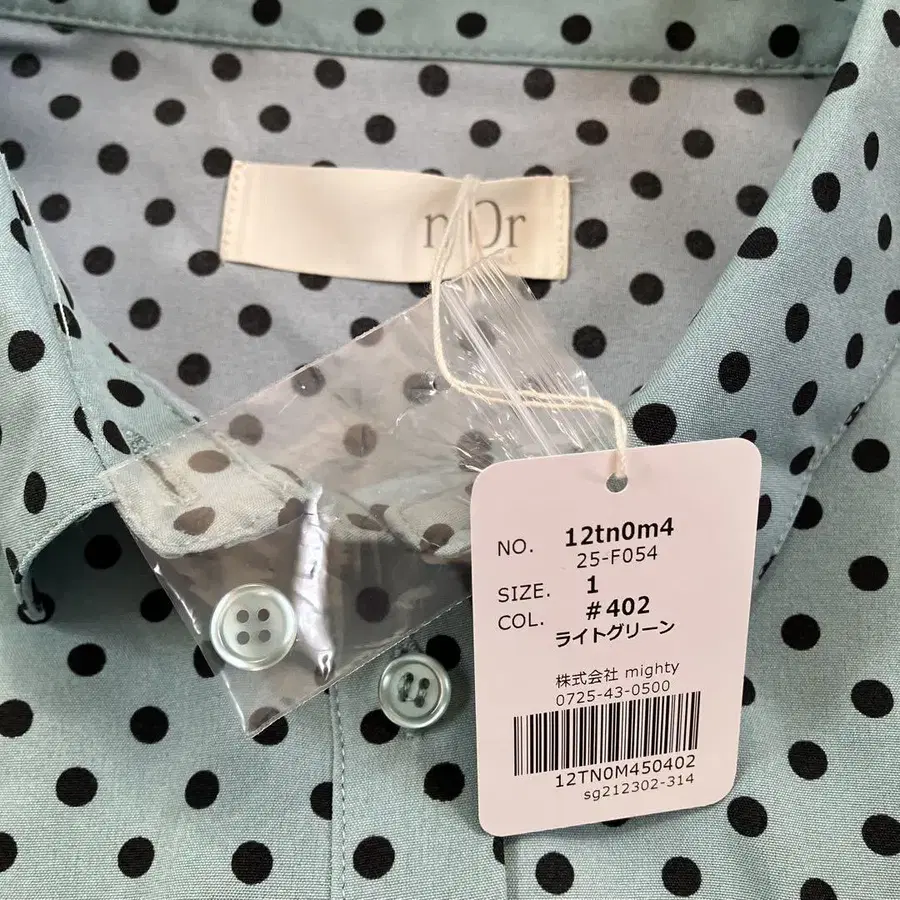 NO. 12tn0m4
25-F054
SIZE. 1
COL. #402
ライトグリーン
株式会社 mighty
0725-43-0500
12TN0M450402
sg212302-314